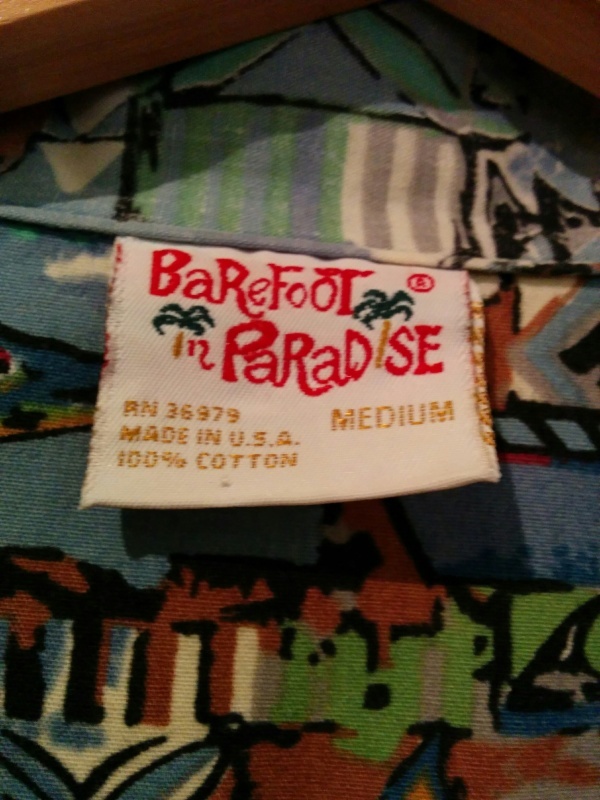 BaReFOOT ®
in PaRaDISE
RN 36979
MADE IN U.S.A.
100% COTTON
MEDIUM